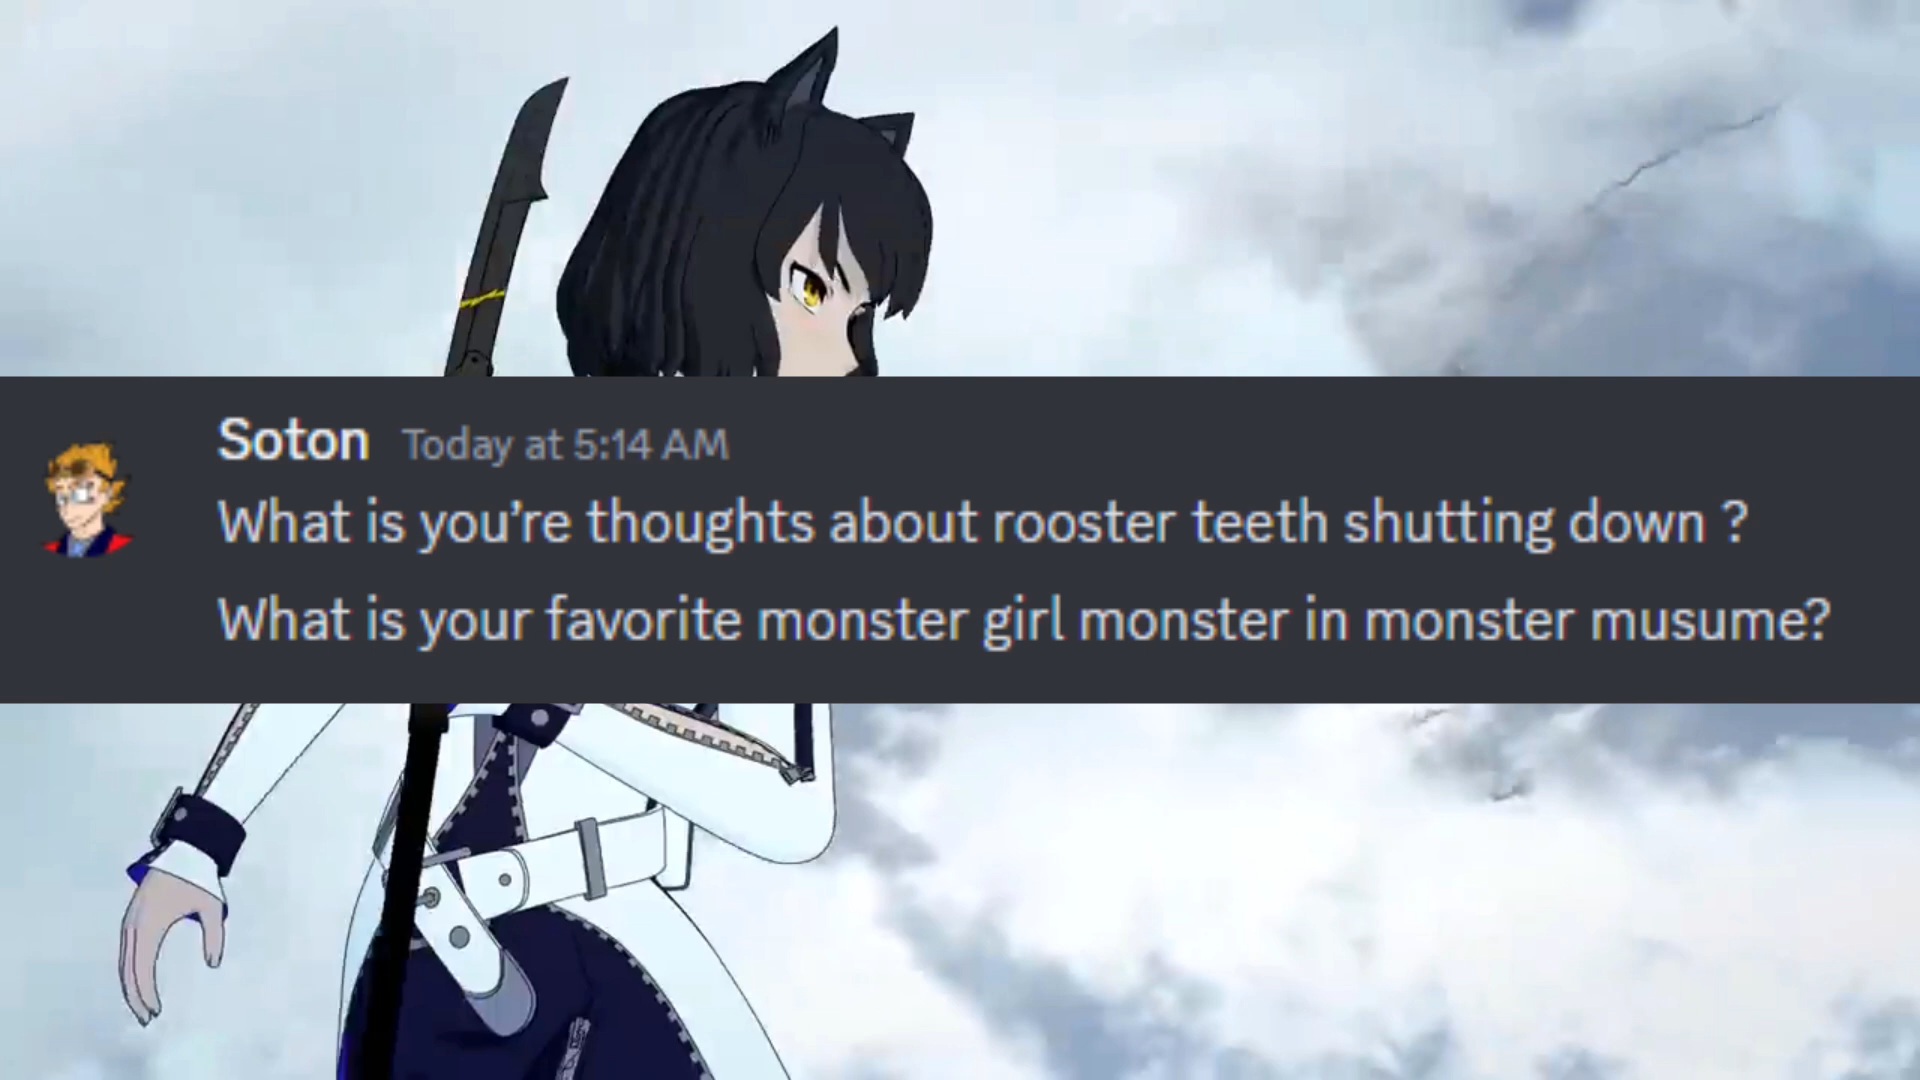 Soton Today at 5:14 AM
What is you're thoughts about rooster teeth shutting down ?
What is your favorite monster girl monster in monster musume?